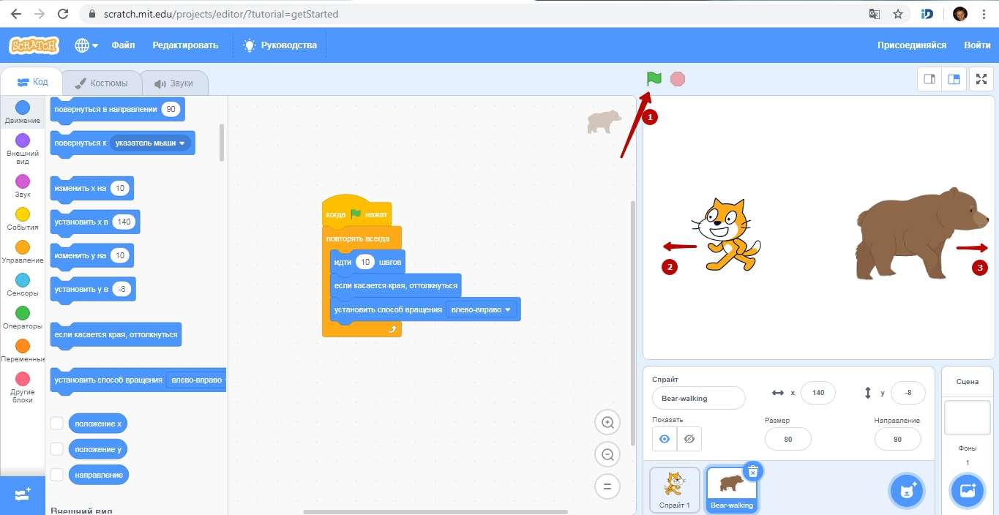 scratch.mit.edu/projects/editor/?tutorial=getStarted
SCRATCH
Файл
Редактировать
Руководства
Присоединяйся
Войти
Код
Костюмы
Звуки
Движение
Внешний
вид
Звук
События
Управление
Сенсоры
Операторы
Переменные
Другие
блоки
повернуться в направлении 90
повернуться к указатель мыши
изменить x на 10
установить x в 140
изменить y на 10
установить y в -8
если касается края, оттолкнуться
установить способ вращения влево-вправо
положение x
положение y
направление
Внешний вид
когда нажат
повторять всегда
идти 10 шагов
если касается края, оттолкнуться
установить способ вращения влево-вправо
1
2
3
Спрайт
Bear-walking
x 140
y -8
Показать
Размер
80
Направление
90
Спрайт 1
Bear-walking
Сцена
Фоны
1